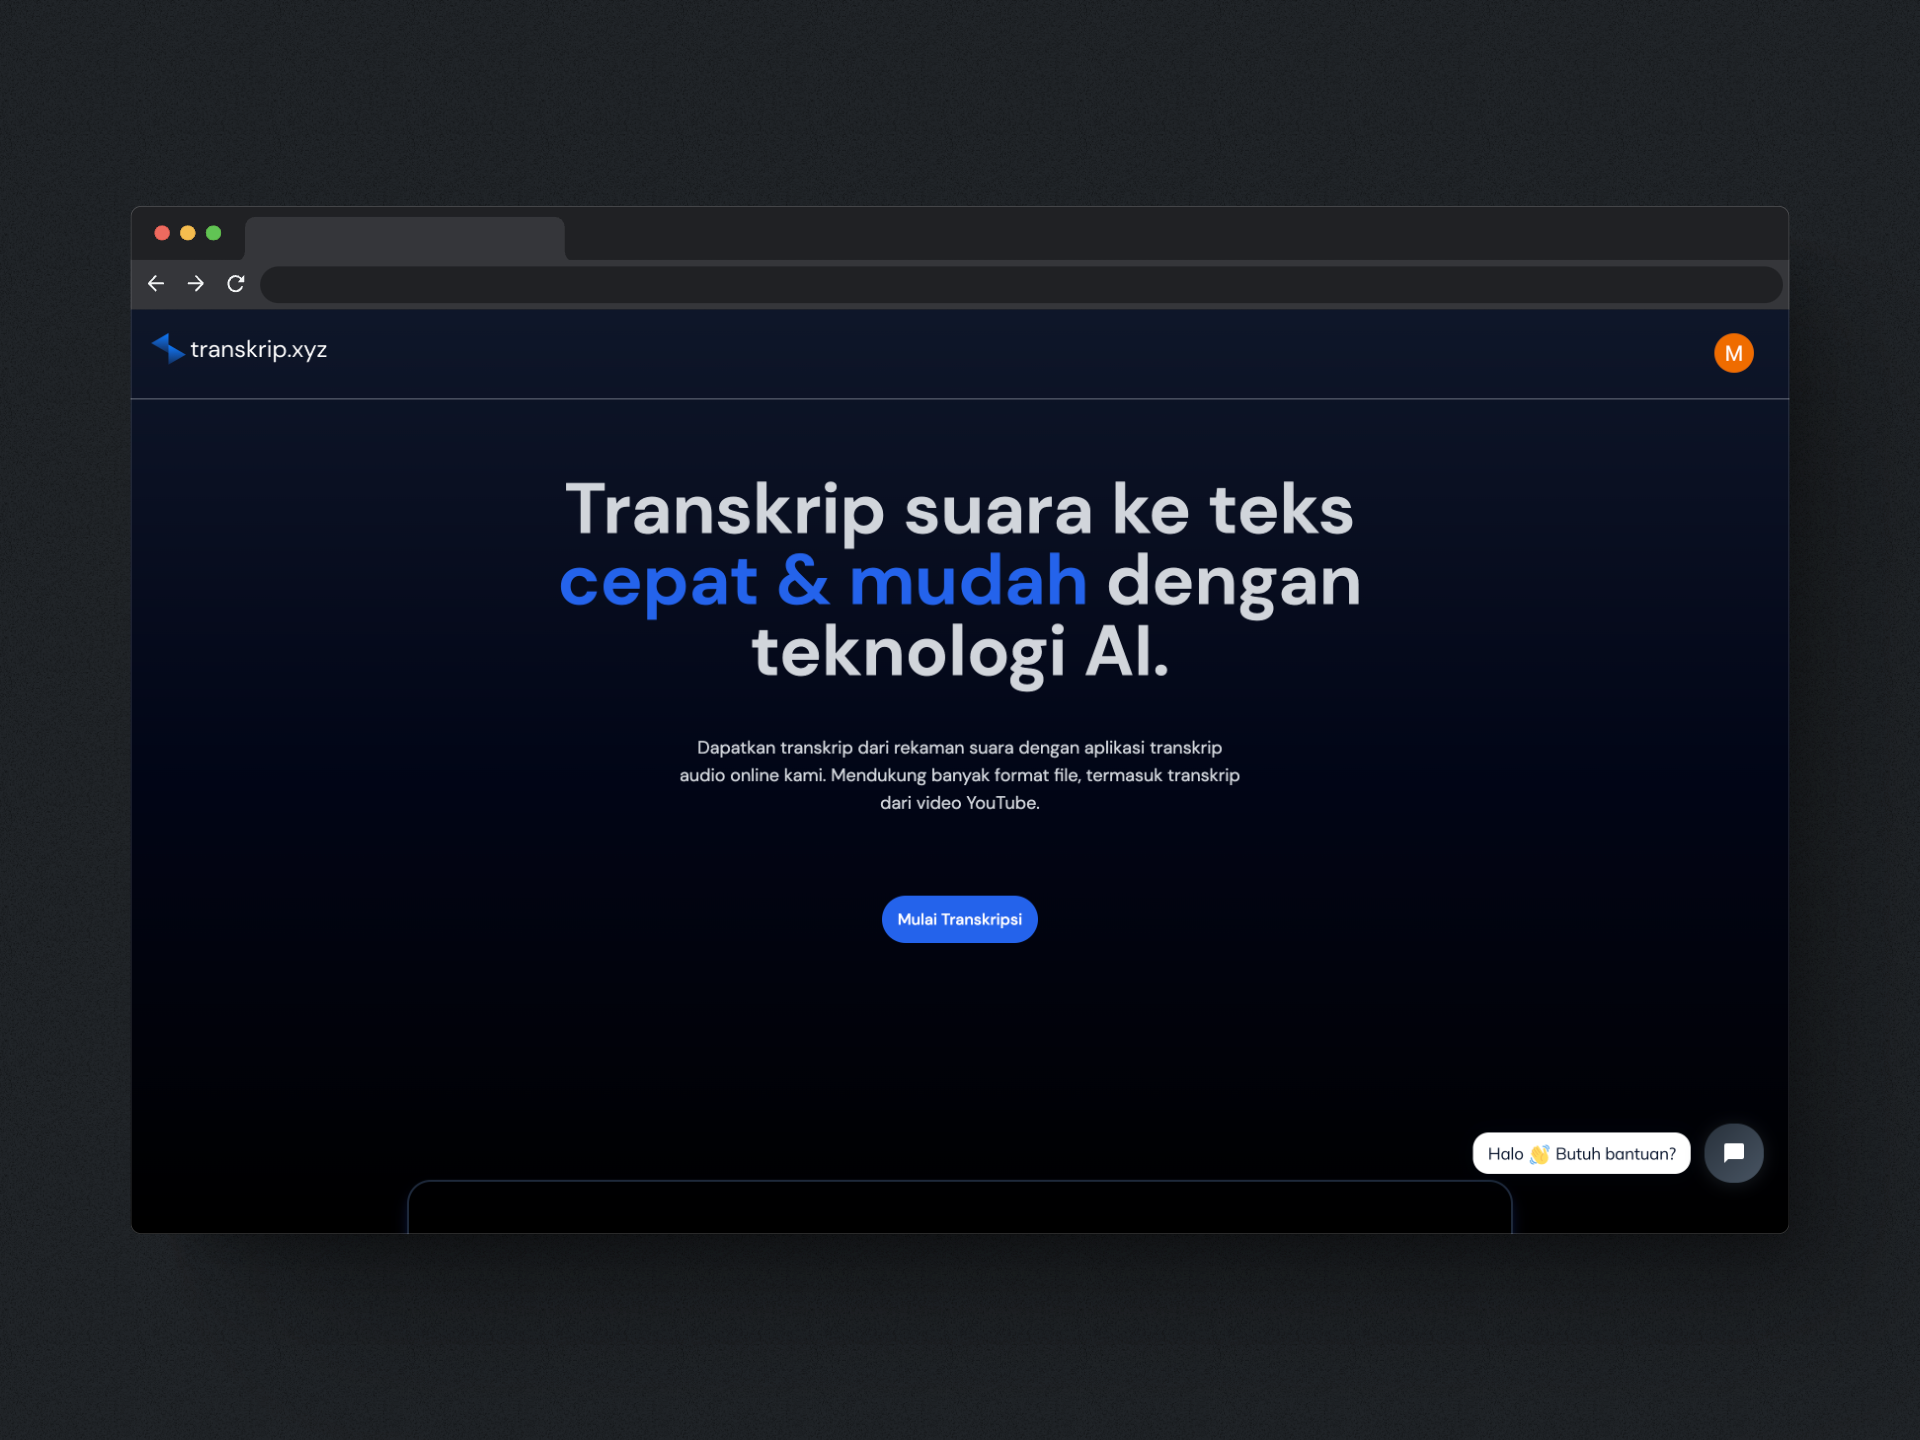 transkrip.xyz
M
Transkrip suara ke teks
cepat & mudah dengan
teknologi AI.
Dapatkan transkrip dari rekaman suara dengan aplikasi transkrip
audio online kami. Mendukung banyak format file, termasuk transkrip
dari video YouTube.
Mulai Transkripsi
Halo 👋 Butuh bantuan?